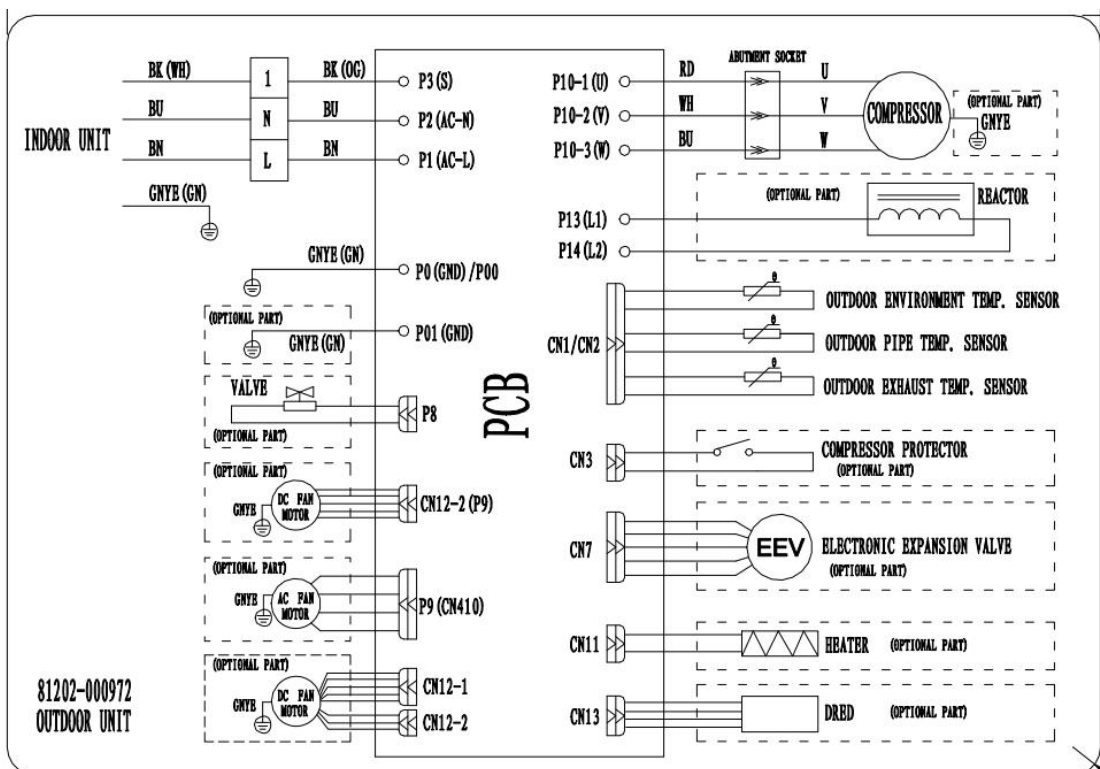 BK(WH)
1
BK(OG)
P3(S)
BU
N
BU
P2(AC-N)
INDOOR UNIT
BN
L
BN
P1(AC-L)
GNYE(GN)
GNYE(GN)
P0(GND)/P00
(OPTIONAL PART)
GNYE(GN)
P01(GND)
VALVE
(OPTIONAL PART)
P8
(OPTIONAL PART)
GNYE
DC FAN
MOTOR
CN12-2(P9)
(OPTIONAL PART)
GNYE
AC FAN
MOTOR
P9(CN410)
(OPTIONAL PART)
GNYE
DC FAN
MOTOR
CN12-1
CN12-2
81202-000972
OUTDOOR UNIT
PCB
ABUTMENT SOCKET
P10-1(U)
RD
U
P10-2(V)
WH
V
P10-3(W)
BU
W
COMPRESSOR
(OPTIONAL PART)
GNYE
(OPTIONAL PART)
REACTOR
P13(L1)
P14(L2)
CN1/CN2
θ
OUTDOOR ENVIRONMENT TEMP. SENSOR
θ
OUTDOOR PIPE TEMP. SENSOR
θ
OUTDOOR EXHAUST TEMP. SENSOR
CN3
COMPRESSOR PROTECTOR
(OPTIONAL PART)
CN7
EEV
ELECTRONIC EXPANSION VALVE
(OPTIONAL PART)
CN11
HEATER (OPTIONAL PART)
CN13
DRED (OPTIONAL PART)